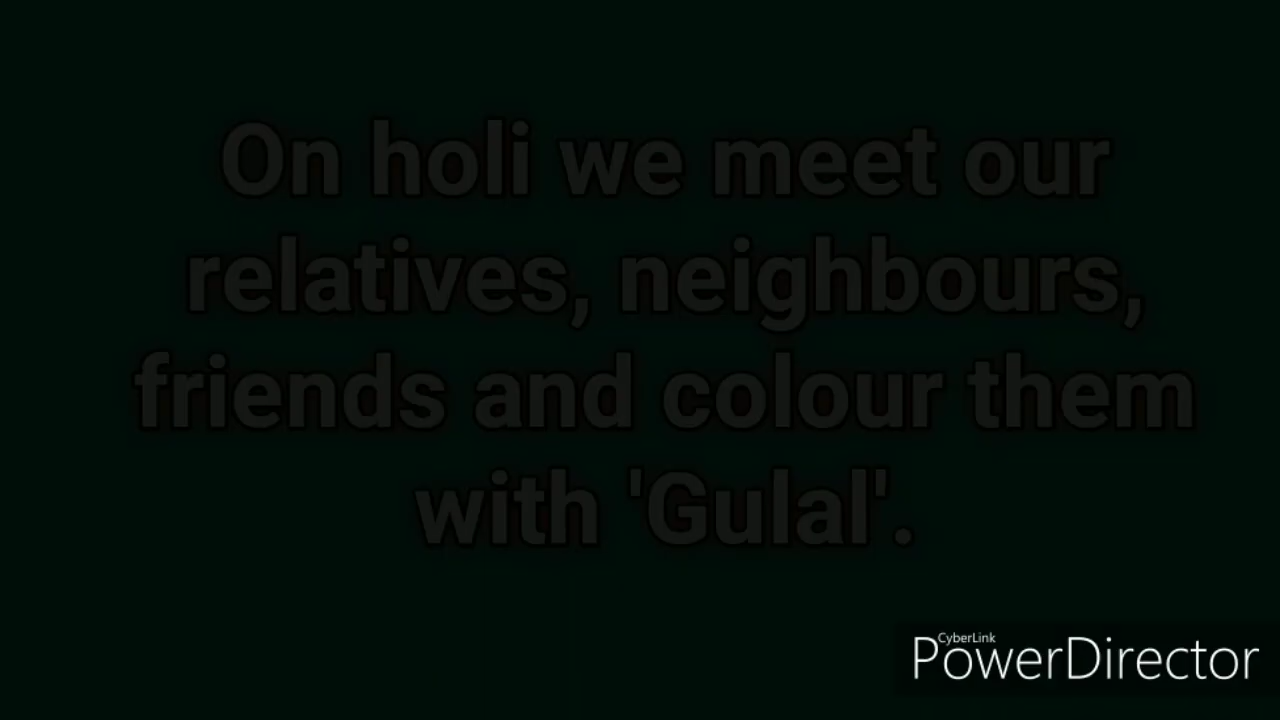 On holi we meet our
relatives, neighbours,
friends and colour them
with 'Gulal'.
CyberLink
PowerDirector